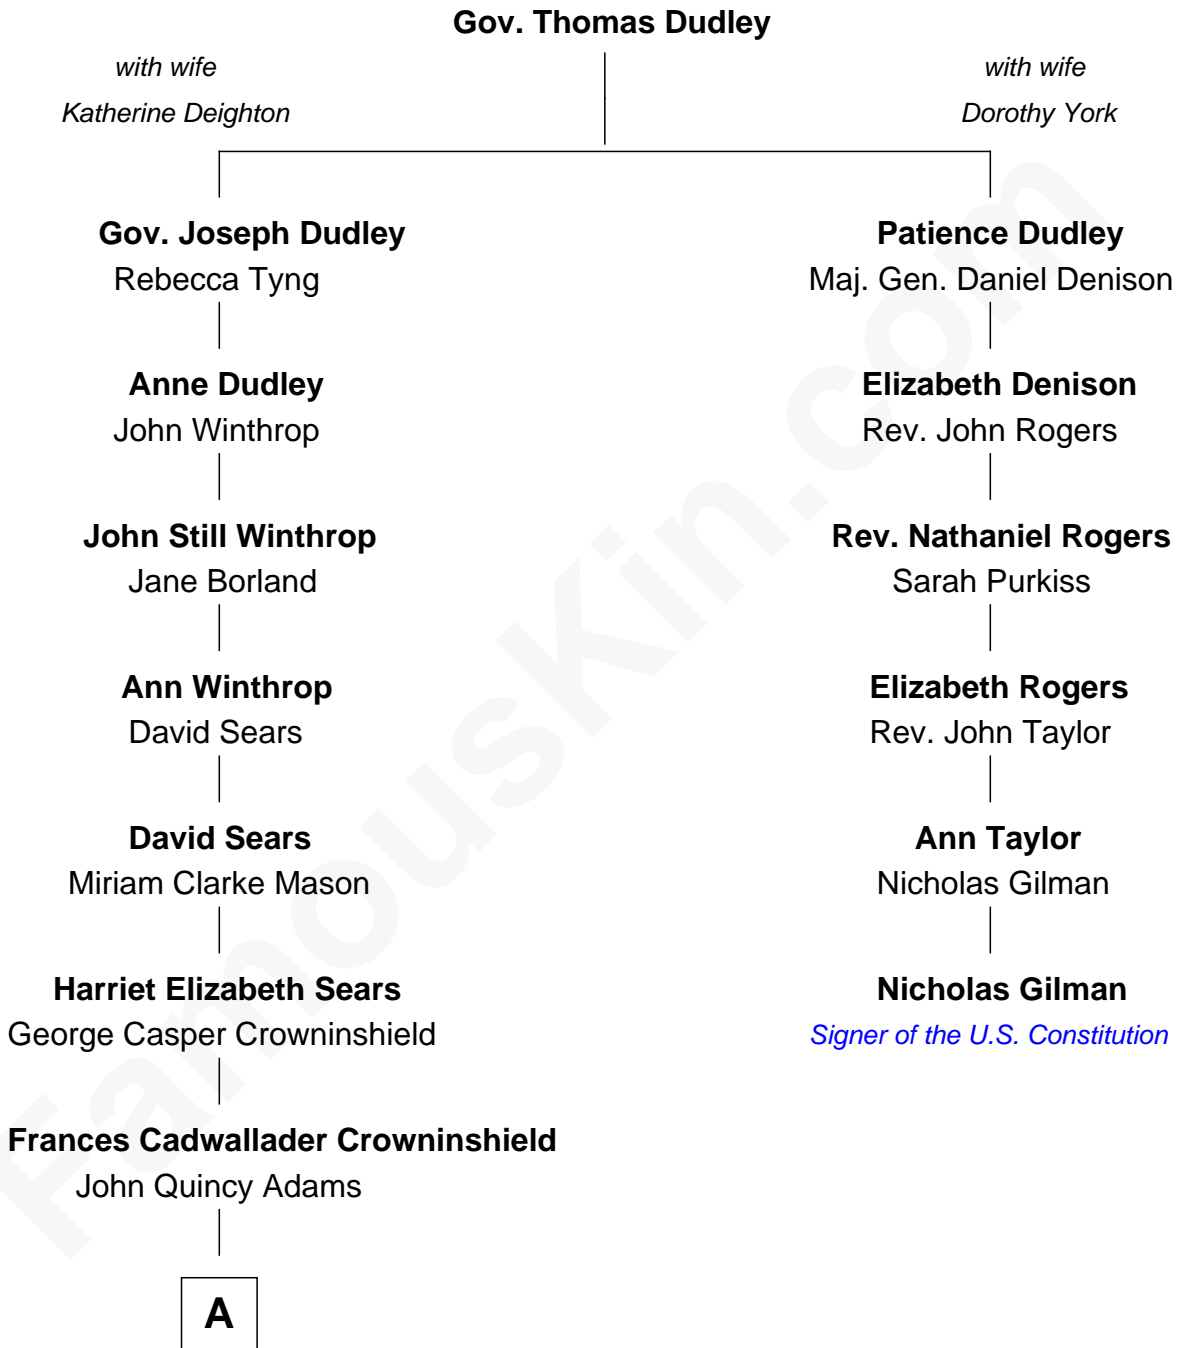 Gov. Thomas Dudley
with wife
Katherine Deighton
with wife
Dorothy York
Gov. Joseph Dudley
Rebecca Tyng
Patience Dudley
Maj. Gen. Daniel Denison
Anne Dudley
John Winthrop
Elizabeth Denison
Rev. John Rogers
John Still Winthrop
Jane Borland
Rev. Nathaniel Rogers
Sarah Purkiss
Ann Winthrop
David Sears
Elizabeth Rogers
Rev. John Taylor
David Sears
Miriam Clarke Mason
Ann Taylor
Nicholas Gilman
Harriet Elizabeth Sears
George Casper Crowninshield
Nicholas Gilman
Signer of the U.S. Constitution
Frances Cadwallader Crowninshield
John Quincy Adams
A
FamousKin.com